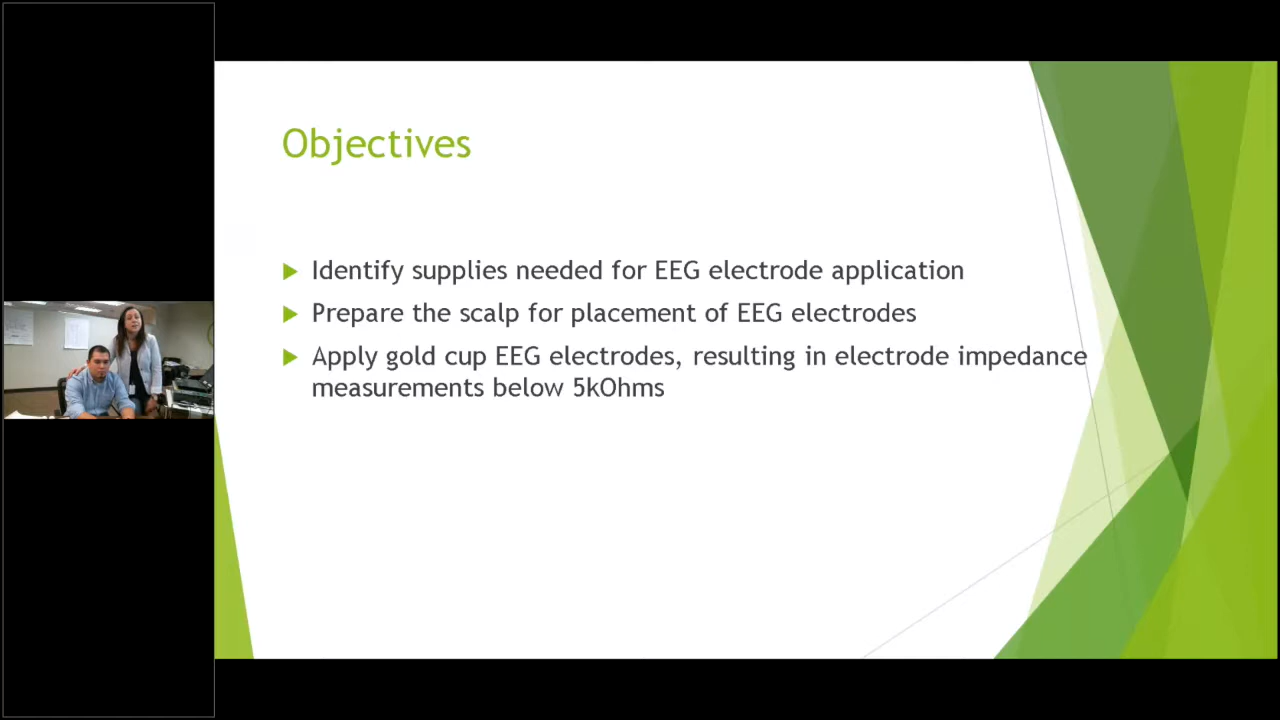 Objectives
Identify supplies needed for EEG electrode application
Prepare the scalp for placement of EEG electrodes
Apply gold cup EEG electrodes, resulting in electrode impedance
measurements below 5kOhms